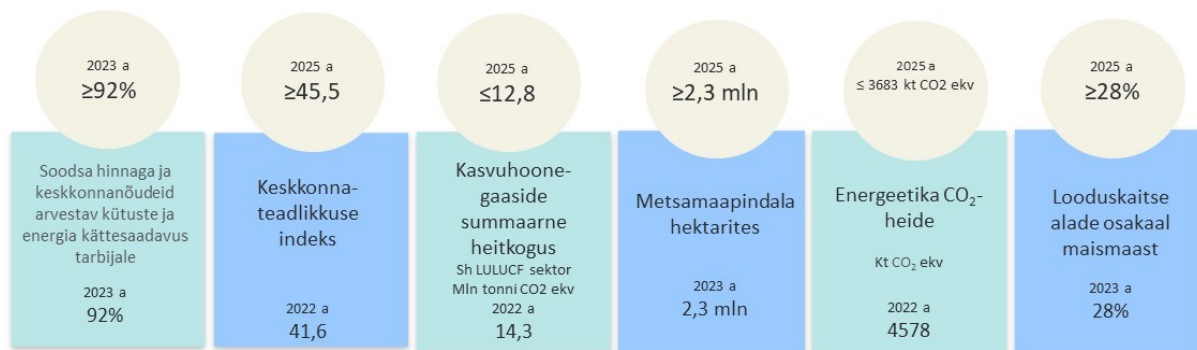 2023 a
≥92%
Soodsa hinnaga ja
keskkonnanõudeid
arvestav kütuste ja
energia kättesaadavus
tarbijale
2023 a
92%
2025 a
≥45,5
Keskkonna-
teadlikkuse
indeks
2022 a
41,6
2025 a
≤12,8
Kasvuhoone-
gaaside
summaarne
heitkogus
Sh LULUCF sektor
Mln tonni CO2 ekv
2022 a
14,3
2025 a
≥2,3 mln
Metsamaapindala
hektarites
2023 a
2,3 mln
2025 a
≤ 3683 kt CO2 ekv
Energeetika CO₂-
heide
Kt CO₂ ekv
2022 a
4578
2025 a
≥28%
Looduskaitse
alade osakaal
maismaast
2023 a
28%